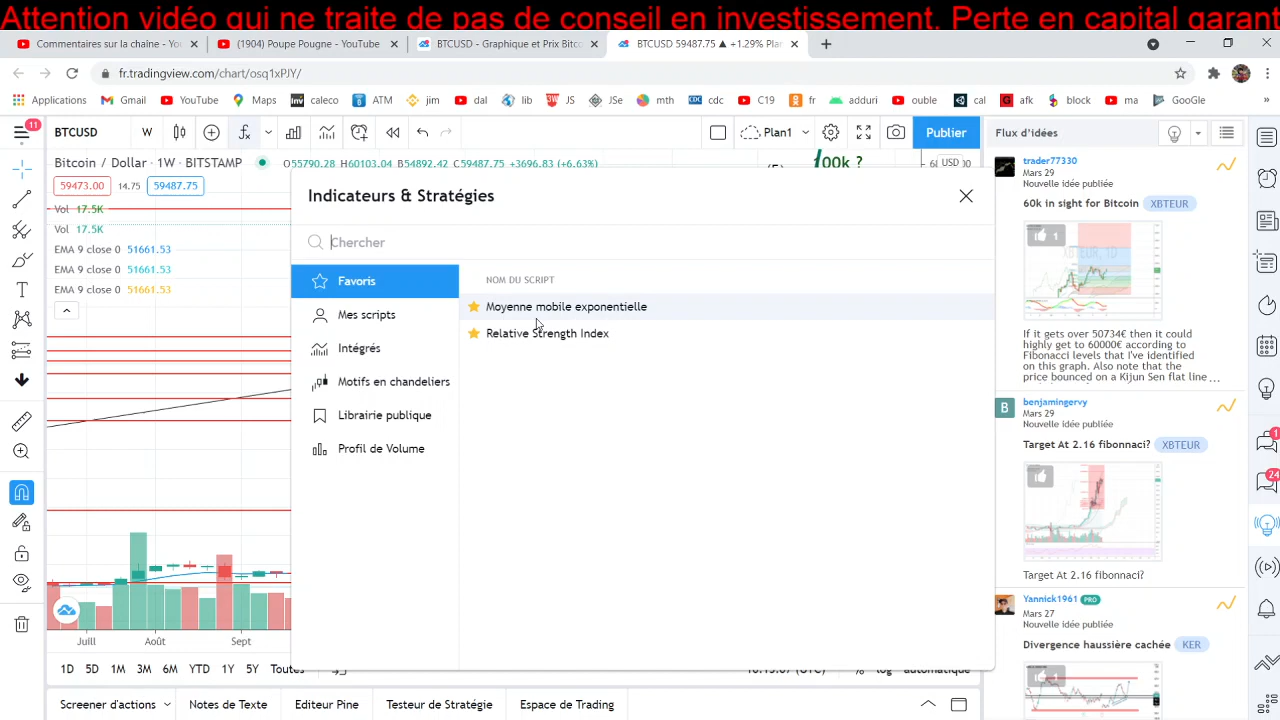 Attention vidéo qui ne traite de pas de conseil en investissement. Perte en capital garant
Commentaires sur la chaîne - You
(1904) Poupe Pougne - YouTube
BTCUSD - Graphique et Prix Bitco
BTCUSD 59487.75 ▲ +1.29% Plan
fr.tradingview.com/chart/osq1xPJY/
Applications
Gmail
YouTube
Maps
caleco
ATM
jim
dal
lib
JS
JSe
mth
cdc
C19
fr
adduri
ouble
cal
afk
block
ma
GooGle
»
11
BTCUSD
W
Plan1
Publier
Flux d'idées
Bitcoin / Dollar · 1W · BITSTAMP
O55790.28 H60103.04 B54892.42 C59487.75 +3696.83 (+6.63%)
00k ?
USD
59473.00
14.75
59487.75
Vol 17.5K
Vol 17.5K
EMA 9 close 0 51661.53
EMA 9 close 0 51661.53
EMA 9 close 0 51661.53
Indicateurs & Stratégies
Chercher
Favoris
Mes scripts
Intégrés
Motifs en chandeliers
Librairie publique
Profil de Volume
NOM DU SCRIPT
Moyenne mobile exponentielle
Relative Strength Index
trader77330
Mars 29
Nouvelle idée publiée
60k in sight for Bitcoin XBTEUR
1
XBTEUR, 1D
If it gets over 50734€ then it could
highly get to 60000€ according to
Fibonacci levels that I've identified
on this graph. Also note that the
price bounced on a Kijun Sen flat line ...
B
benjamingervy
Mars 29
Nouvelle idée publiée
Target At 2.16 fibonnaci? XBTEUR
Target At 2.16 fibonnaci?
Yannick1961 PRO
Mars 27
Nouvelle idée publiée
Divergence haussière cachée KER
1
1
24
Juill
Août
Sept
1D
5D
1M
3M
6M
YTD
1Y
5Y
Toutes
(UTC)
%
log
automatique
Screener d'actions
Notes de Texte
Editeur Pine
Testeur de Stratégie
Espace de Trading